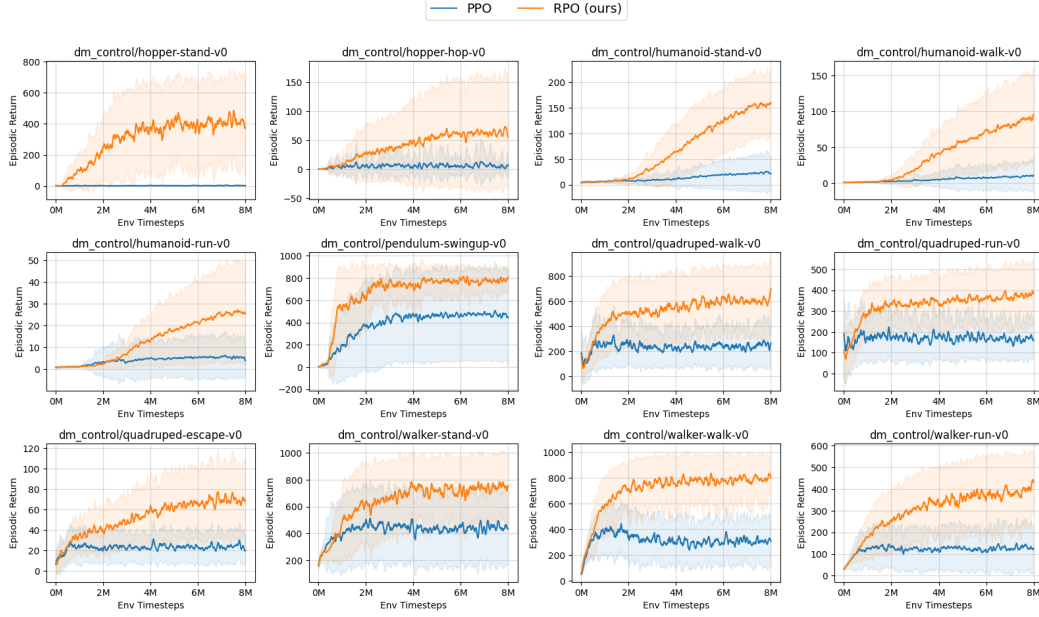 PPO RPO (ours)
dm_control/hopper-stand-v0
Episodic Return
800
600
400
200
0
0M 2M 4M 6M 8M
Env Timesteps
dm_control/hopper-hop-v0
Episodic Return
150
100
50
0
−50
0M 2M 4M 6M 8M
Env Timesteps
dm_control/humanoid-stand-v0
Episodic Return
200
150
100
50
0
0M 2M 4M 6M 8M
Env Timesteps
dm_control/humanoid-walk-v0
Episodic Return
150
100
50
0
0M 2M 4M 6M 8M
Env Timesteps
dm_control/humanoid-run-v0
Episodic Return
50
40
30
20
10
0
0M 2M 4M 6M 8M
Env Timesteps
dm_control/pendulum-swingup-v0
Episodic Return
1000
800
600
400
200
0
−200
0M 2M 4M 6M 8M
Env Timesteps
dm_control/quadruped-walk-v0
Episodic Return
800
600
400
200
0
0M 2M 4M 6M 8M
Env Timesteps
dm_control/quadruped-run-v0
Episodic Return
500
400
300
200
100
0
0M 2M 4M 6M 8M
Env Timesteps
dm_control/quadruped-escape-v0
Episodic Return
120
100
80
60
40
20
0
0M 2M 4M 6M 8M
Env Timesteps
dm_control/walker-stand-v0
Episodic Return
1000
800
600
400
200
0M 2M 4M 6M 8M
Env Timesteps
dm_control/walker-walk-v0
Episodic Return
1000
800
600
400
200
0
0M 2M 4M 6M 8M
Env Timesteps
dm_control/walker-run-v0
Episodic Return
600
500
400
300
200
100
0
0M 2M 4M 6M 8M
Env Timesteps